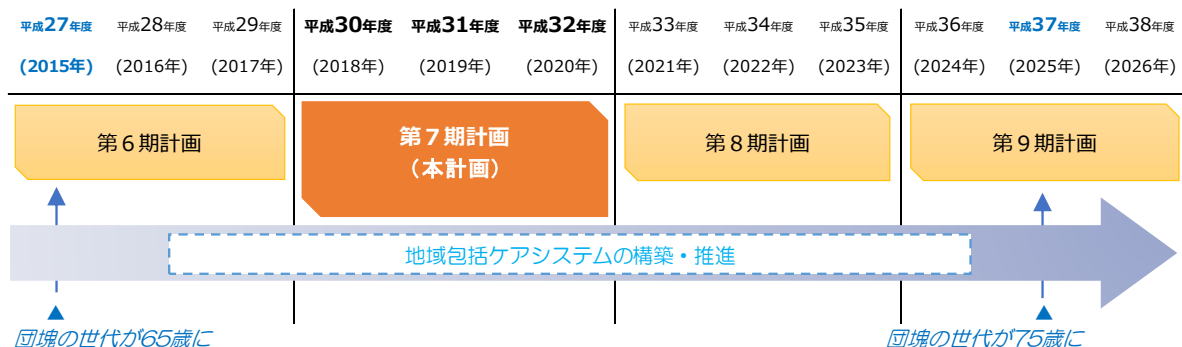 平成27年度 平成28年度 平成29年度 平成30年度 平成31年度 平成32年度 平成33年度 平成34年度 平成35年度 平成36年度 平成37年度 平成38年度
(2015年) (2016年) (2017年) (2018年) (2019年) (2020年) (2021年) (2022年) (2023年) (2024年) (2025年) (2026年)
第6期計画 第7期計画 第8期計画 第9期計画
(本計画)
地域包括ケアシステムの構築・推進
団塊の世代が65歳に 団塊の世代が75歳に